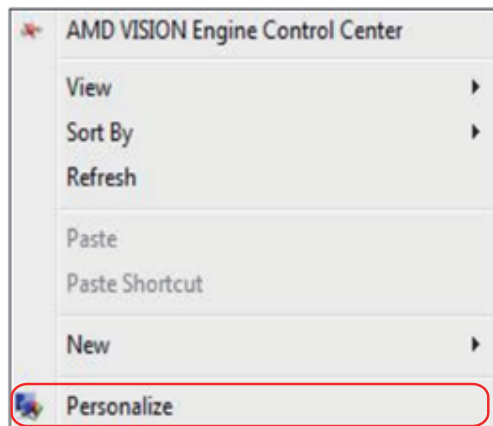 AMD VISION Engine Control Center
View
Sort By
Refresh
Paste
Paste Shortcut
New
Personalize